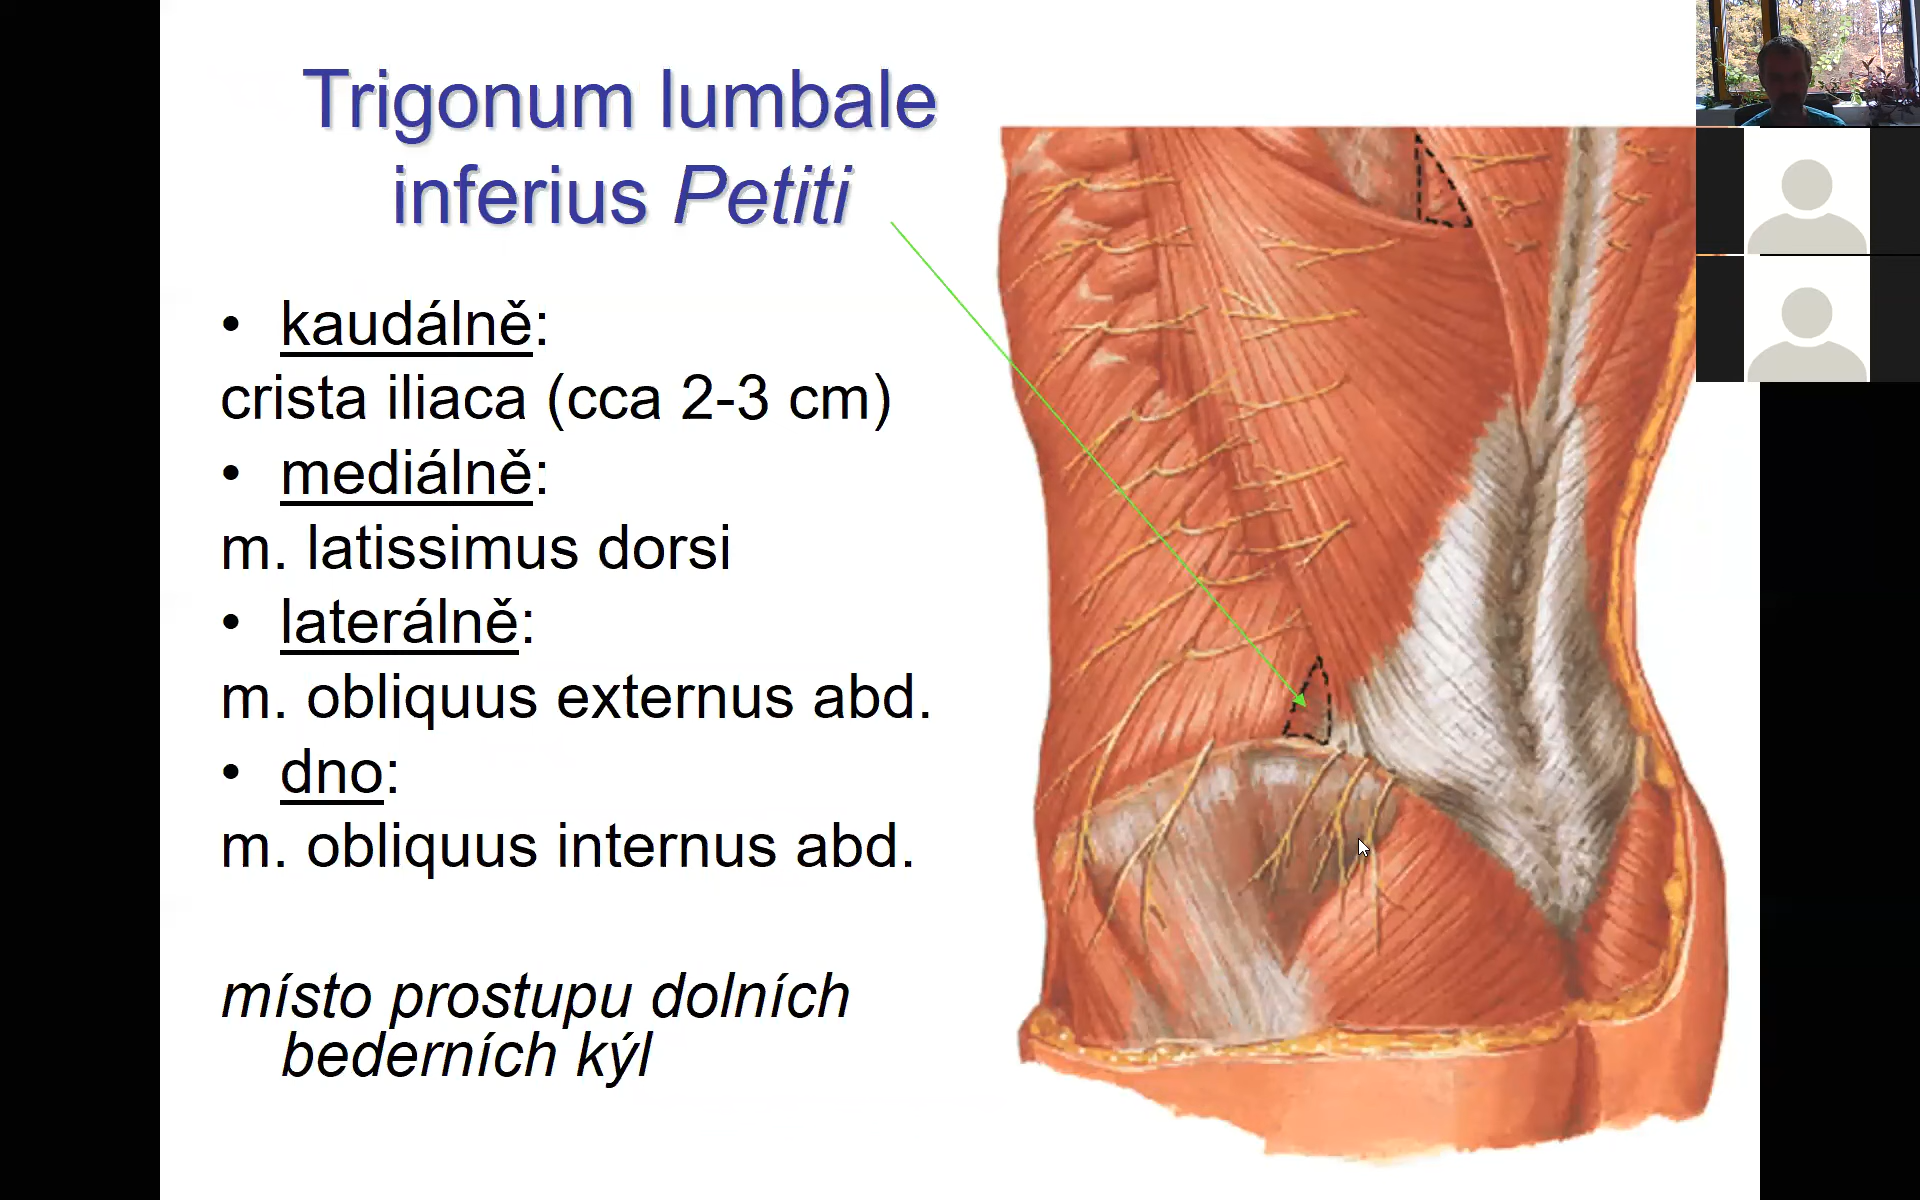 Trigonum lumbale
inferius Petiti
• kaudálně:
crista iliaca (cca 2-3 cm)
• mediálně:
m. latissimus dorsi
• laterálně:
m. obliquus externus abd.
• dno:
m. obliquus internus abd.
místo prostupu dolních
bederních kýl